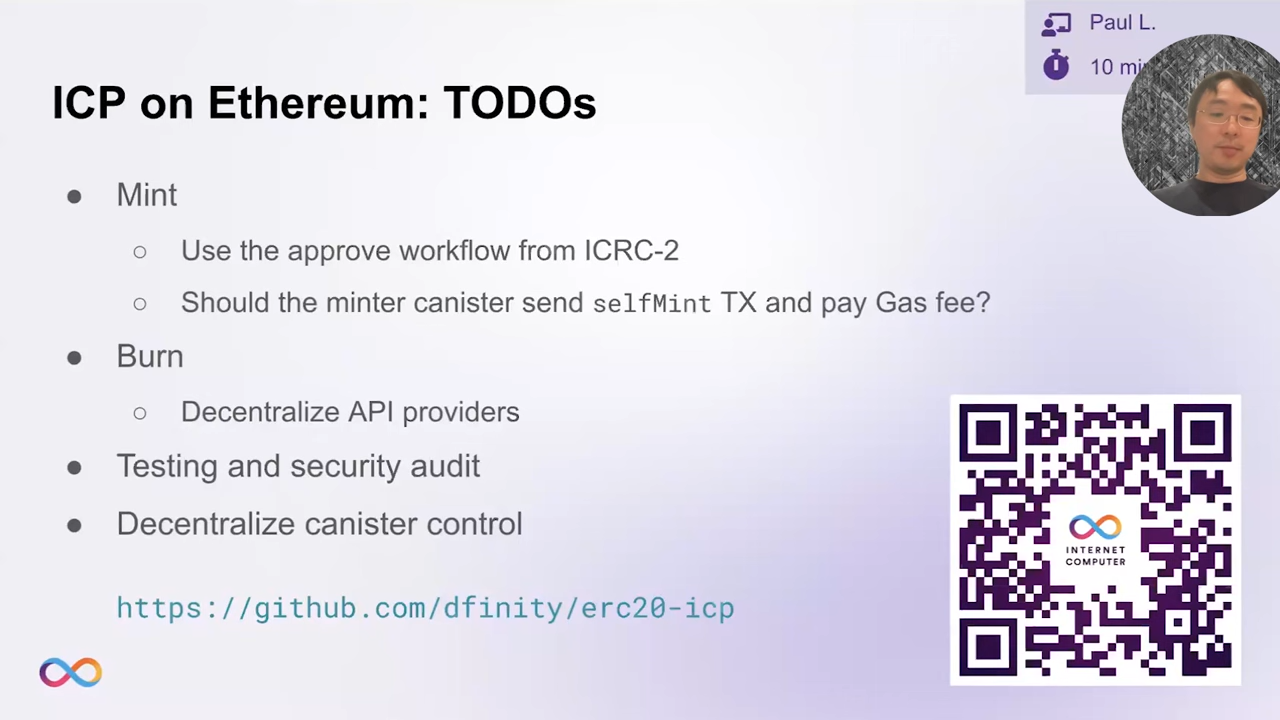 Paul L.
10 min
ICP on Ethereum: TODOs
● Mint
○ Use the approve workflow from ICRC-2
○ Should the minter canister send selfMint TX and pay Gas fee?
● Burn
○ Decentralize API providers
● Testing and security audit
● Decentralize canister control
https://github.com/dfinity/erc20-icp
INTERNET
COMPUTER